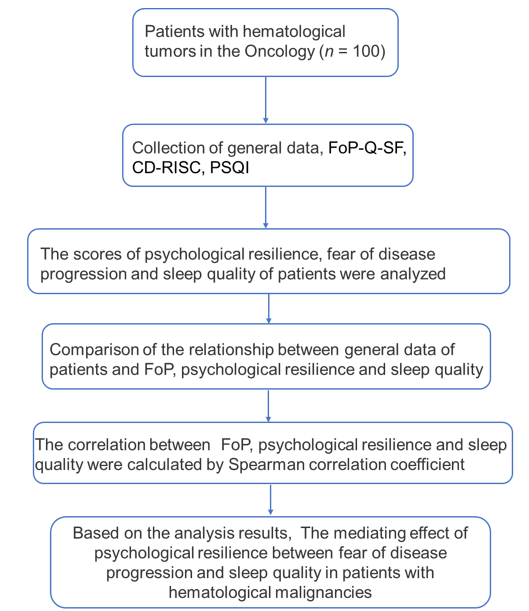 Patients with hematological
tumors in the Oncology (n = 100)
Collection of general data, FoP-Q-SF,
CD-RISC, PSQI
The scores of psychological resilience, fear of disease
progression and sleep quality of patients were analyzed
Comparison of the relationship between general data of
patients and FoP, psychological resilience and sleep quality
The correlation between FoP, psychological resilience and sleep
quality were calculated by Spearman correlation coefficient
Based on the analysis results, The mediating effect of
psychological resilience between fear of disease
progression and sleep quality in patients with
hematological malignancies